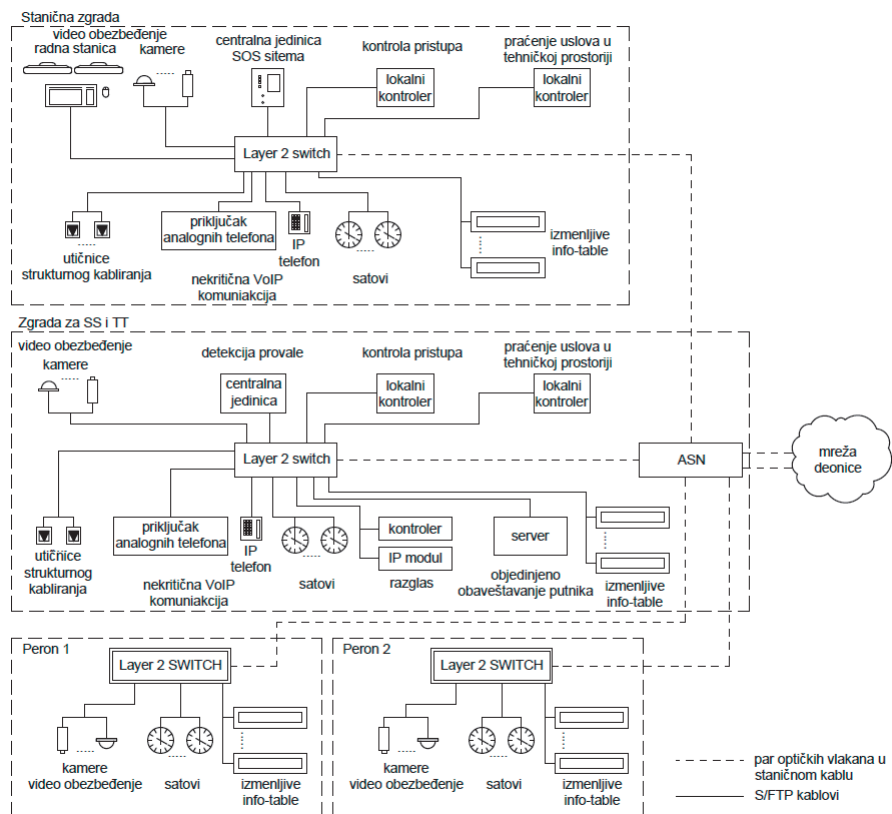 Stanična zgrada
video obezbeđenje
radna stanica
kamere
centralna jedinica
SOS sitema
kontrola pristupa
praćenje uslova u
tehničkoj prostoriji
lokalni
kontroler
lokalni
kontroler
Layer 2 switch
utičnice
strukturnog kabliranja
priključak
analognih telefona
IP
telefon
nekritična VoIP
komuniakcija
satovi
izmenljive
info-table
Zgrada za SS i TT
video obezbeđenje
kamere
detekcija provale
kontrola pristupa
praćenje uslova u
tehničkoj prostoriji
centralna
jedinica
lokalni
kontroler
lokalni
kontroler
Layer 2 switch
ASN
mreža
deonice
utičnice
strukturnog
kabliranja
priključak
analognih telefona
IP
telefon
nekritična VoIP
komuniakcija
satovi
kontroler
IP modul
razglas
server
objedinjeno
obaveštavanje putnika
izmenljive
info-table
Peron 1
Layer 2 SWITCH
kamere
video obezbeđenje
satovi
izmenljive
info-table
Peron 2
Layer 2 SWITCH
kamere
video obezbeđenje
satovi
izmenljive
info-table
par optičkih vlakana u
staničnom kablu
S/FTP kablovi